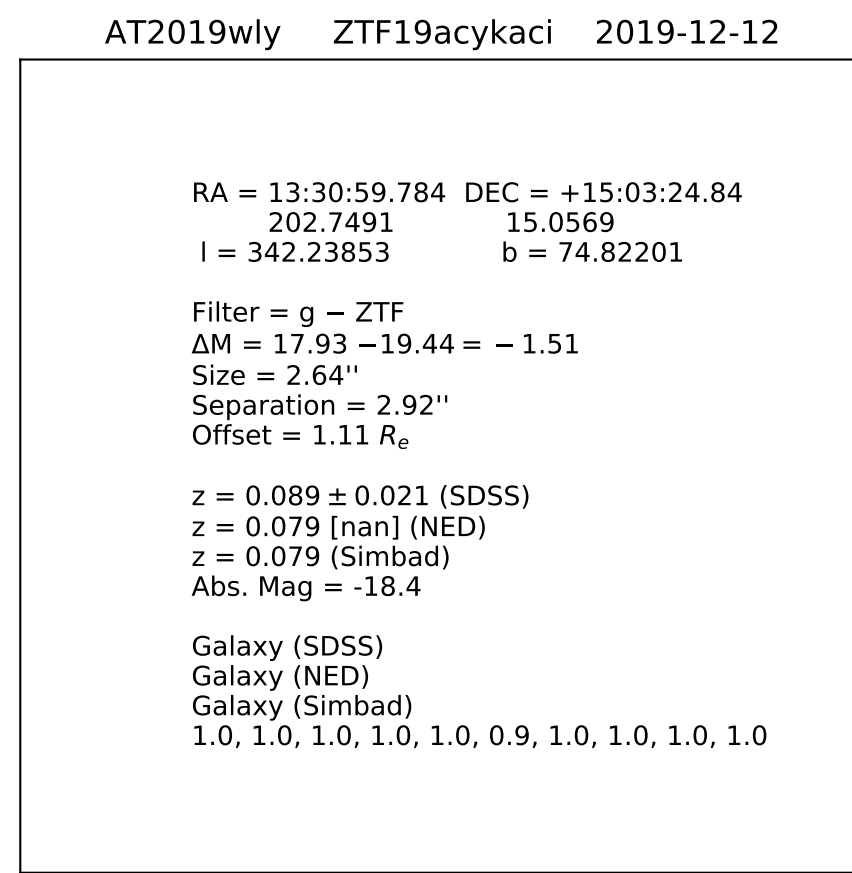 AT2019wly ZTF19acykaci 2019-12-12
RA = 13:30:59.784 DEC = +15:03:24.84
202.7491 15.0569
l = 342.23853 b = 74.82201
Filter = g − ZTF
ΔM = 17.93 −19.44 = − 1.51
Size = 2.64''
Separation = 2.92''
Offset = 1.11 Rₑ
z = 0.089 ± 0.021 (SDSS)
z = 0.079 [nan] (NED)
z = 0.079 (Simbad)
Abs. Mag = -18.4
Galaxy (SDSS)
Galaxy (NED)
Galaxy (Simbad)
1.0, 1.0, 1.0, 1.0, 1.0, 0.9, 1.0, 1.0, 1.0, 1.0